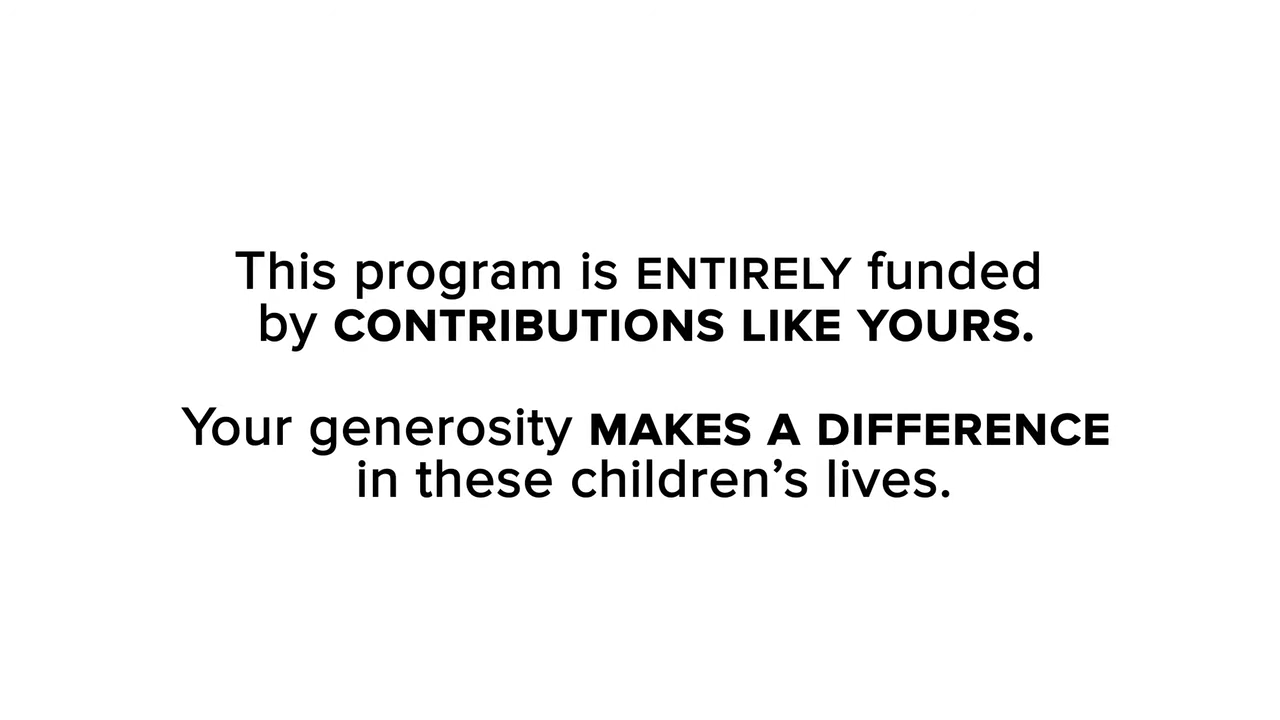 This program is ENTIRELY funded
by CONTRIBUTIONS LIKE YOURS.
Your generosity MAKES A DIFFERENCE
in these children’s lives.